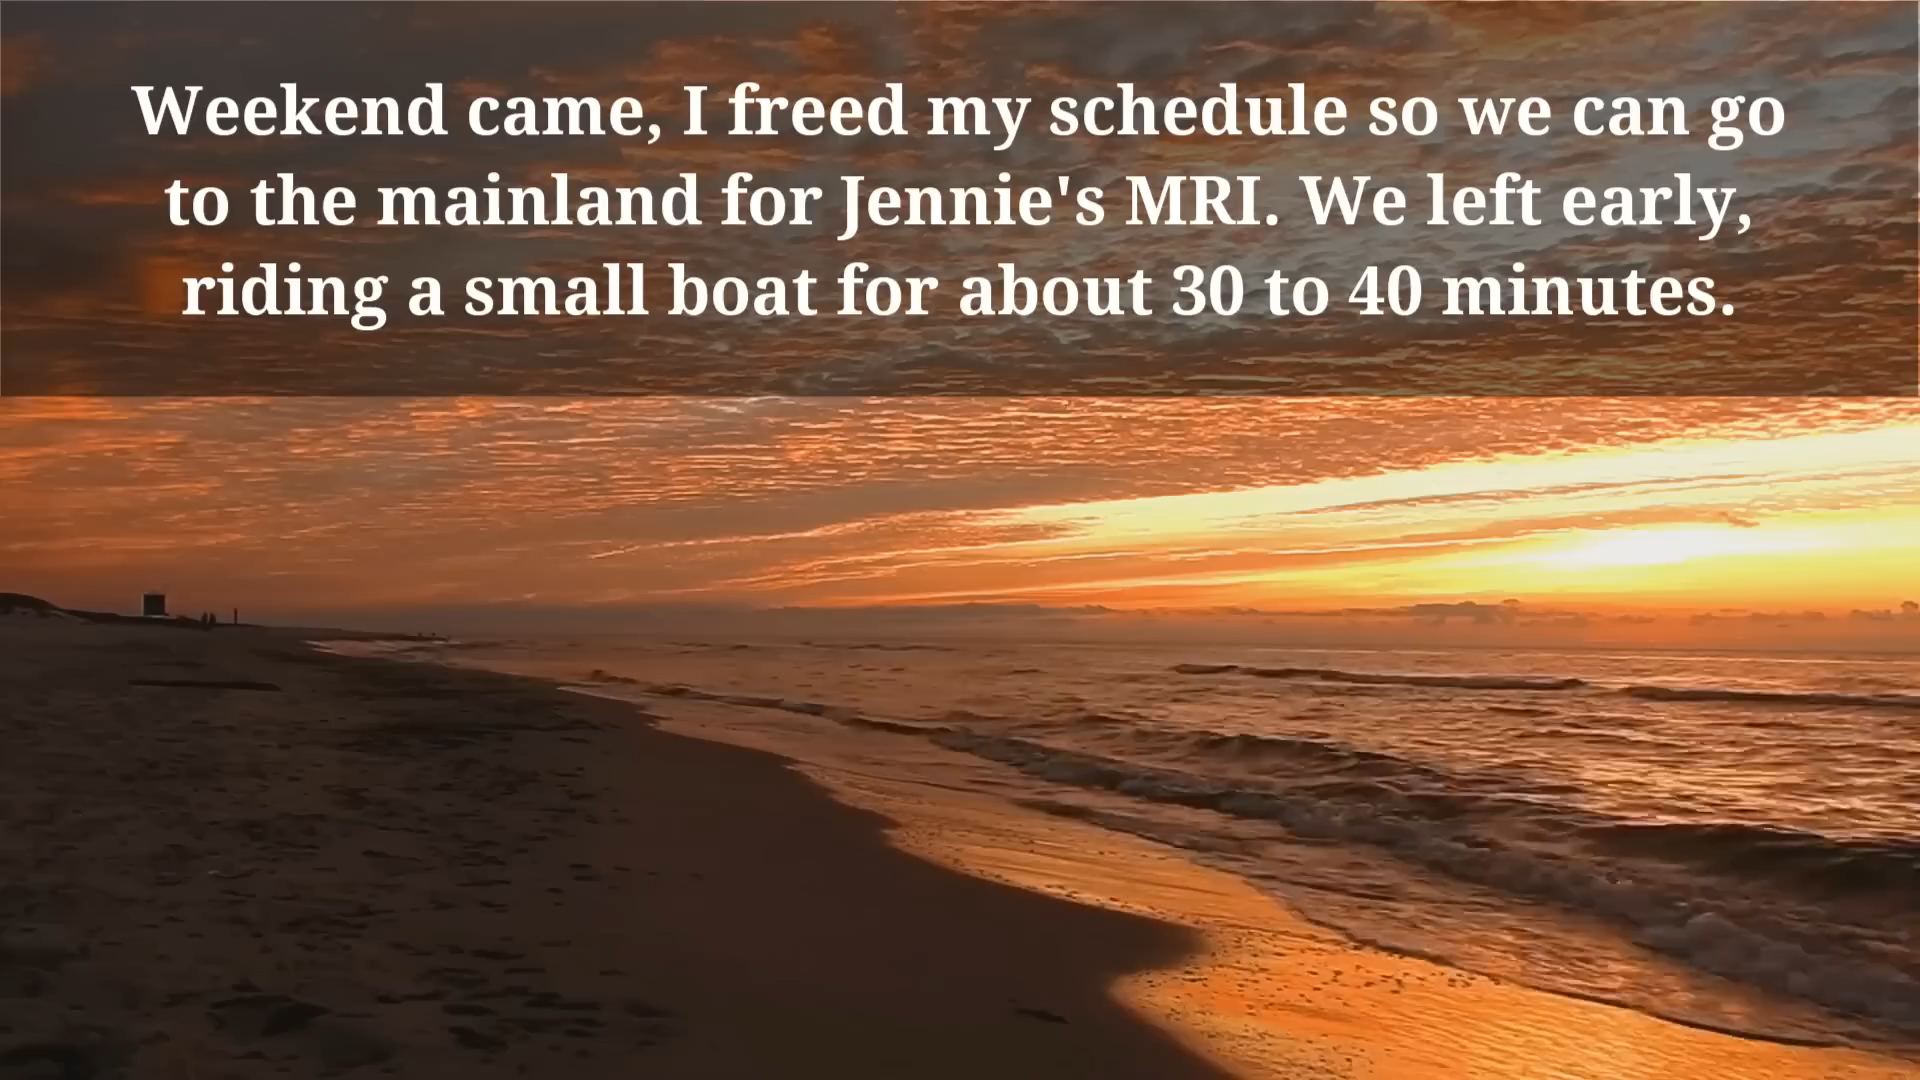 Weekend came, I freed my schedule so we can go
to the mainland for Jennie's MRI. We left early,
riding a small boat for about 30 to 40 minutes.